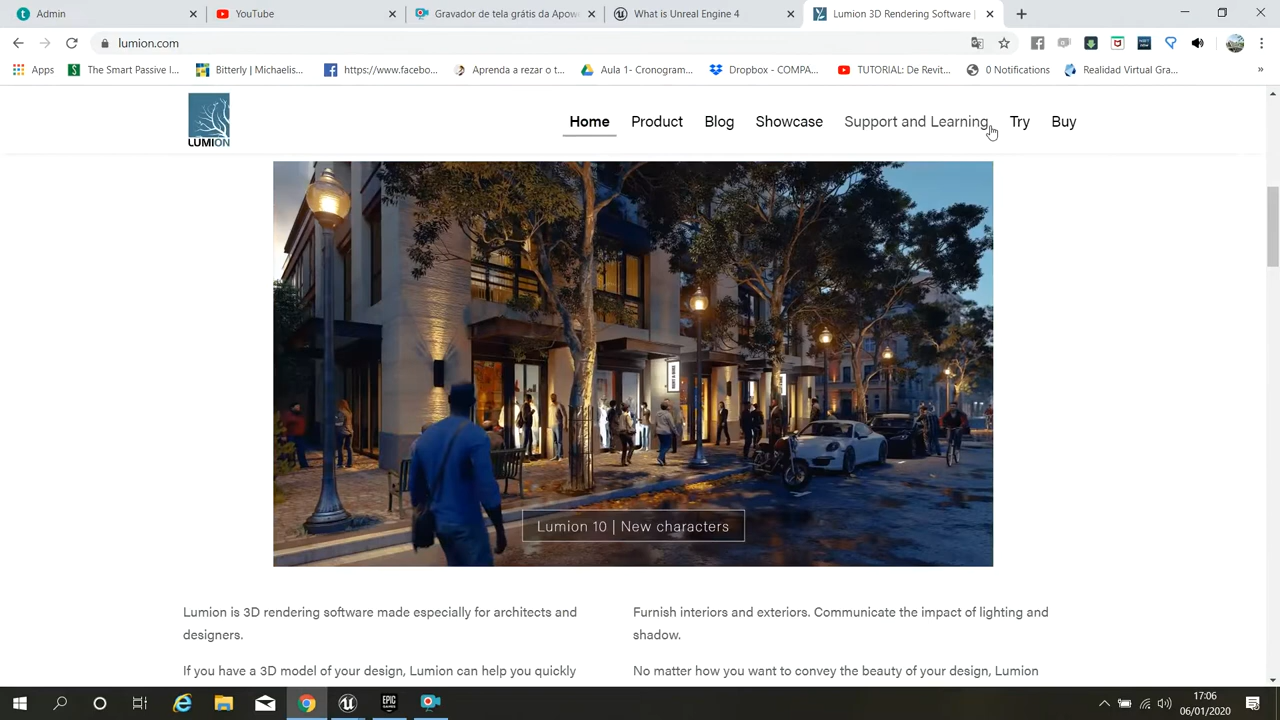 Admin
YouTube
Gravador de tela grátis da Apowe
What is Unreal Engine 4
Lumion 3D Rendering Software |
lumion.com
Apps
The Smart Passive I...
Bitterly | Michaelis...
https://www.facebo...
Aprenda a rezar o t...
Aula 1- Cronogram...
Dropbox - COMPA...
TUTORIAL: De Revit...
0 Notifications
Realidad Virtual Gra...
»
LUMION
Home
Product
Blog
Showcase
Support and Learning
Try
Buy
Lumion 10 | New characters
Lumion is 3D rendering software made especially for architects and
designers.
If you have a 3D model of your design, Lumion can help you quickly
Furnish interiors and exteriors. Communicate the impact of lighting and
shadow.
No matter how you want to convey the beauty of your design, Lumion
17:06
06/01/2020